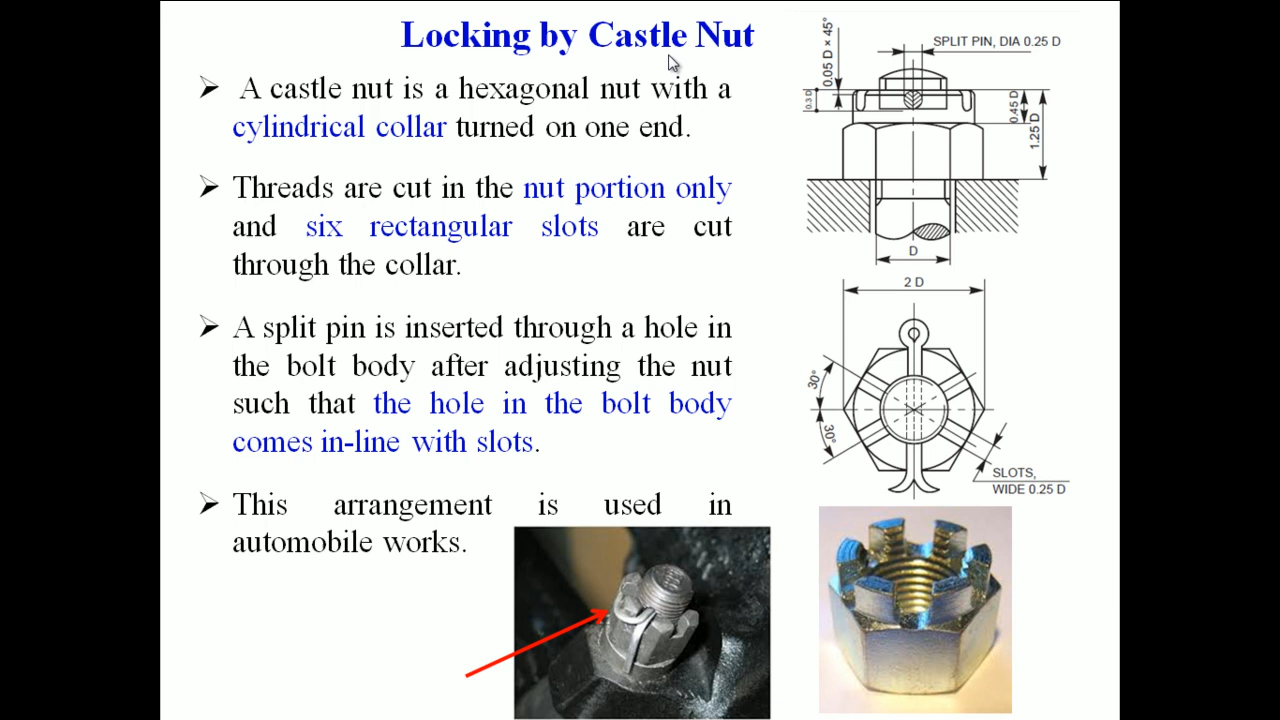 Locking by Castle Nut
➢ A castle nut is a hexagonal nut with a
cylindrical collar turned on one end.
➢ Threads are cut in the nut portion only
and six rectangular slots are cut
through the collar.
➢ A split pin is inserted through a hole in
the bolt body after adjusting the nut
such that the hole in the bolt body
comes in-line with slots.
➢ This arrangement is used in
automobile works.
SPLIT PIN, DIA 0.25 D
0.05 D × 45°
0.3 D
0.45 D
1.25 D
D
2 D
30°
30°
SLOTS,
WIDE 0.25 D